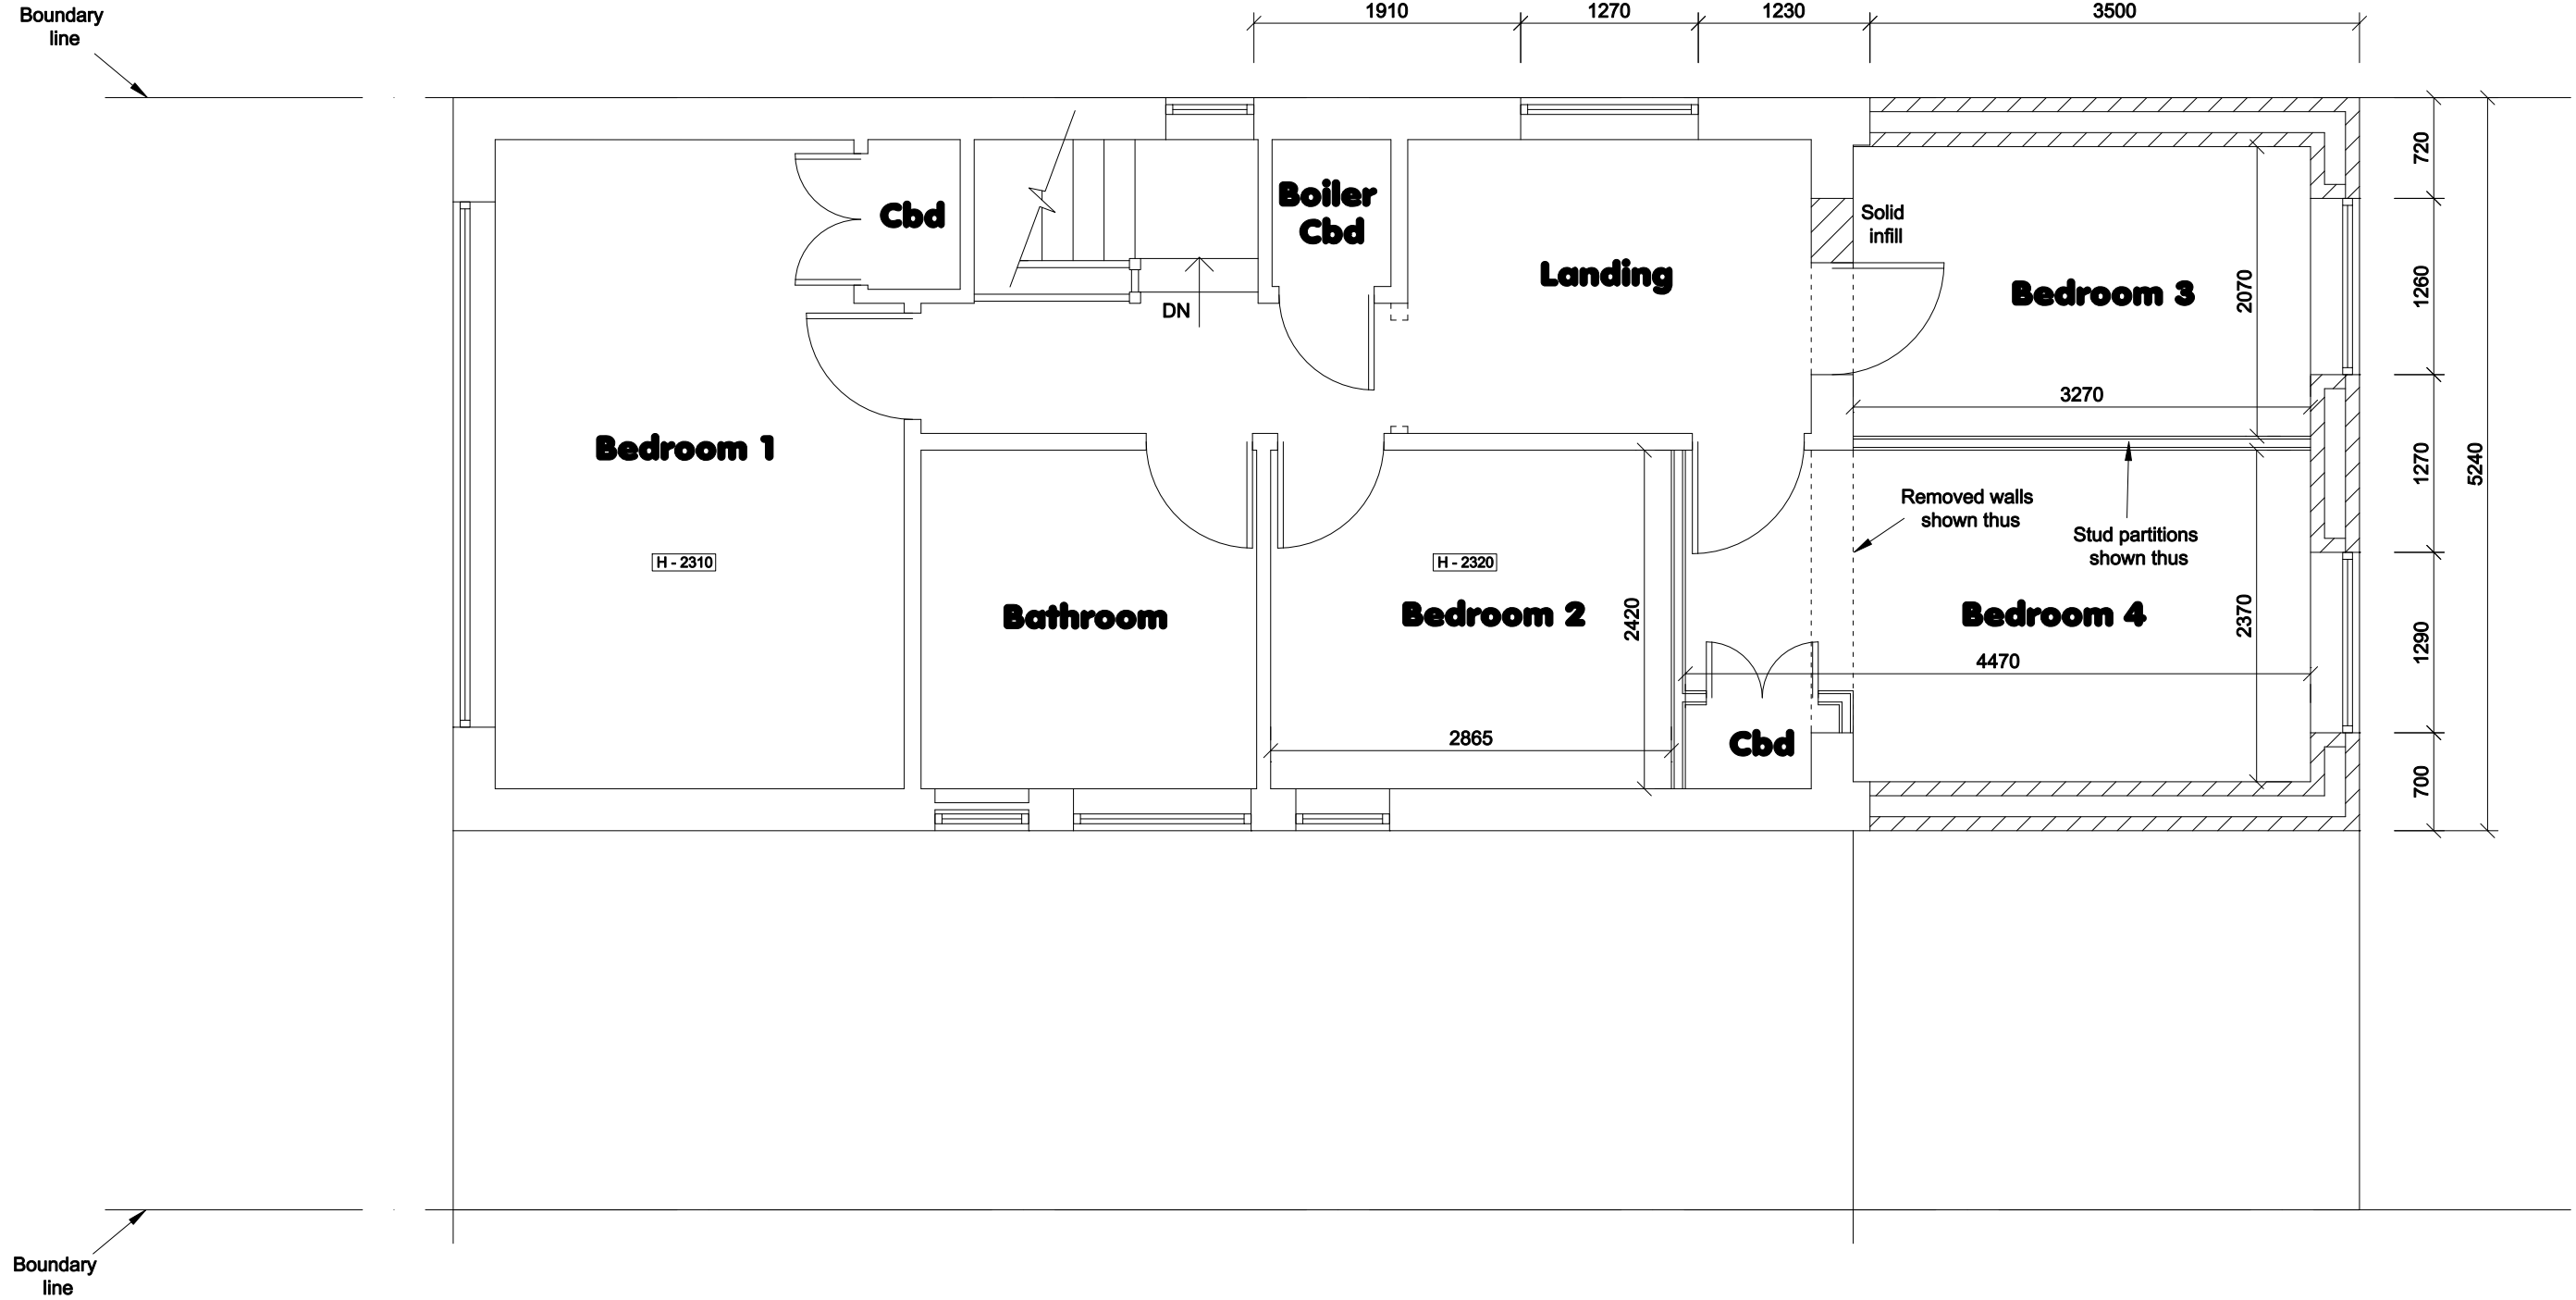 Boundary
line
1910
1270
1230
3500
Cbd
Boiler
Cbd
Landing
Solid
infill
Bedroom 3
2070
3270
DN
720
1260
1270
1290
700
5240
Bedroom 1
H - 2310
Bathroom
H - 2320
Bedroom 2
2420
2865
Removed walls
shown thus
Stud partitions
shown thus
Bedroom 4
2370
4470
Cbd
Boundary
line